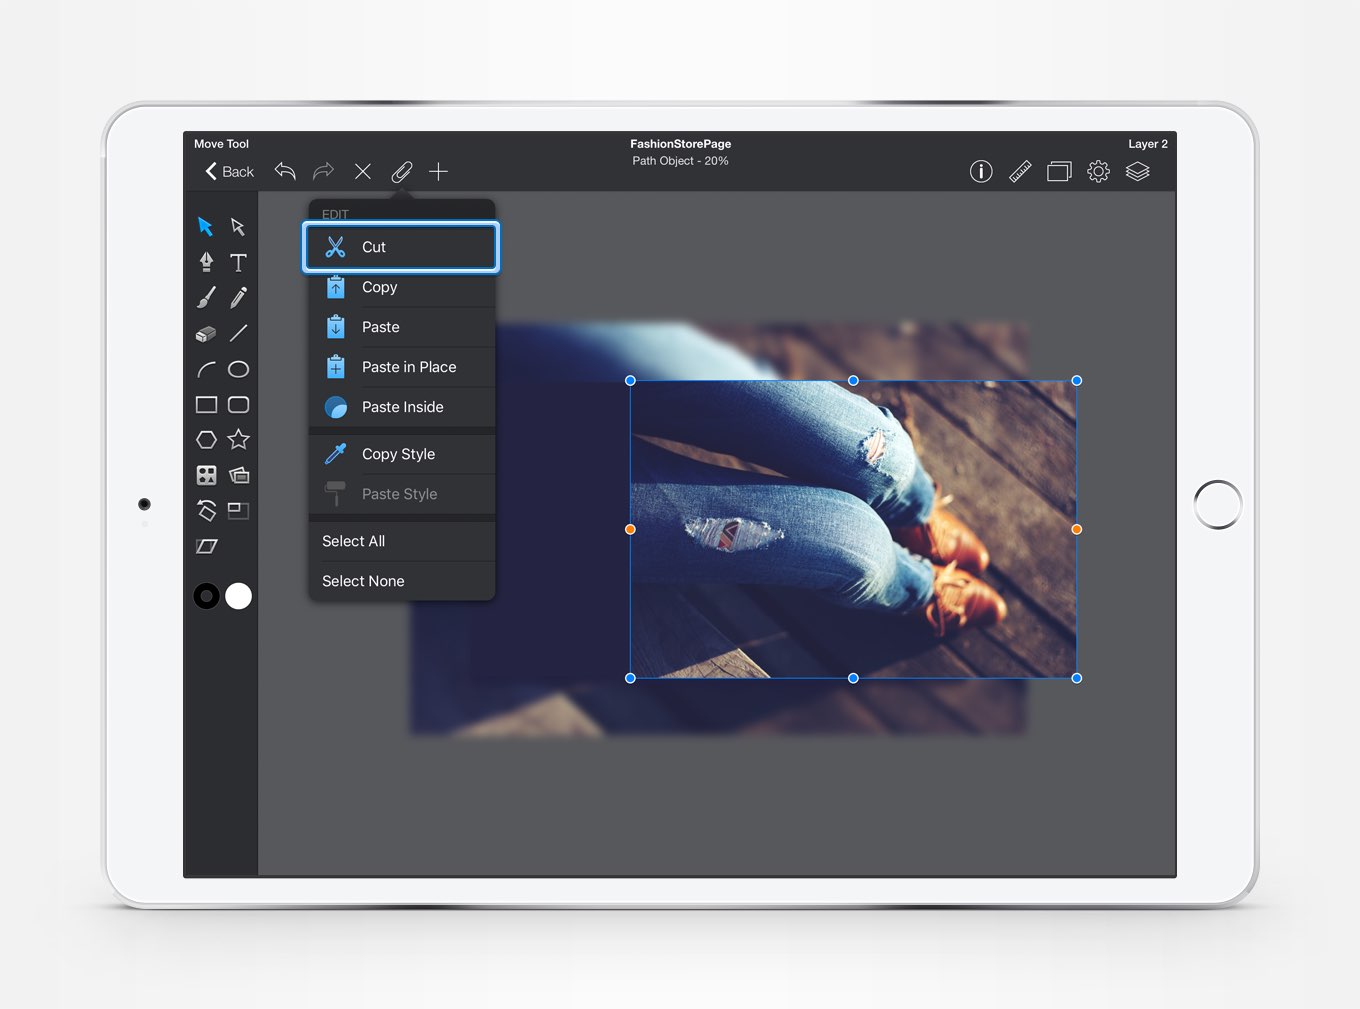 Move Tool
FashionStorePage
Layer 2
Back
Path Object - 20%
EDIT
Cut
Copy
Paste
Paste in Place
Paste Inside
Copy Style
Paste Style
Select All
Select None